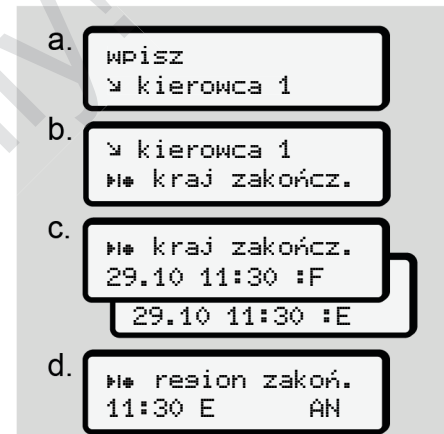 a.
wpisz
↘ kierowca 1
b.
↘ kierowca 1
kraj zakończ.
c.
kraj zakończ.
29.10 11:30 :F
29.10 11:30 :E
d.
region zakoń.
11:30 E AN